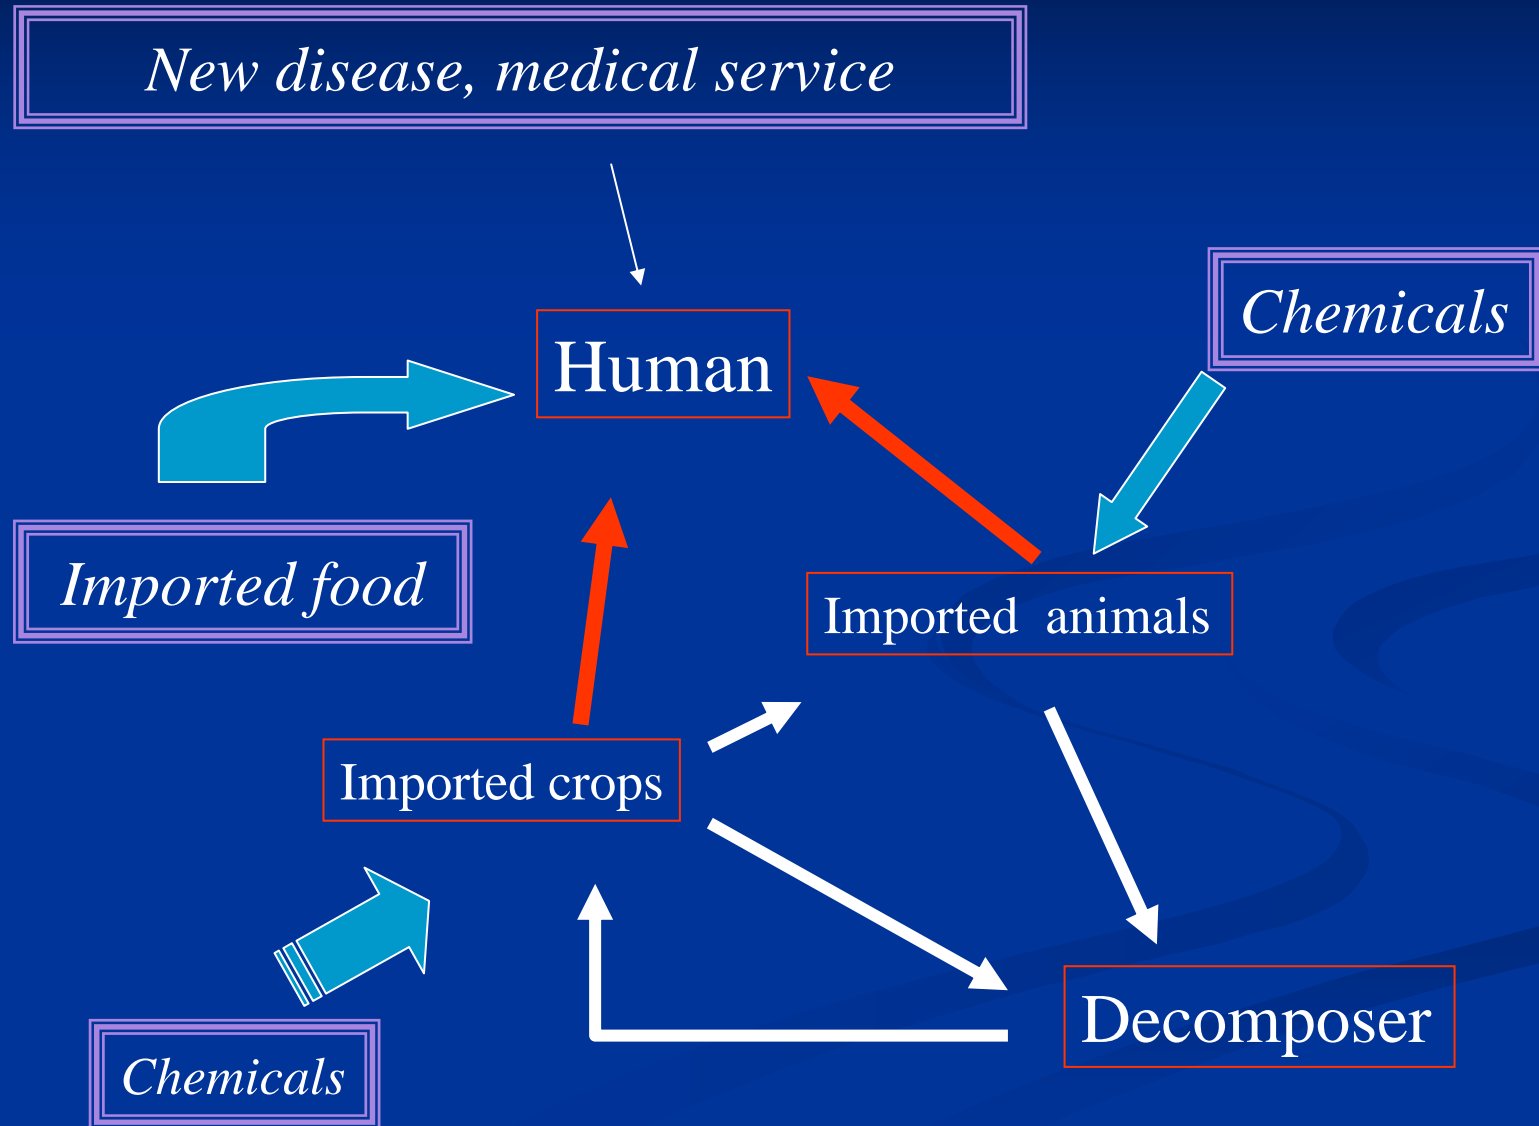 New disease, medical service
Chemicals
Human
Imported food
Imported animals
Imported crops
Decomposer
Chemicals